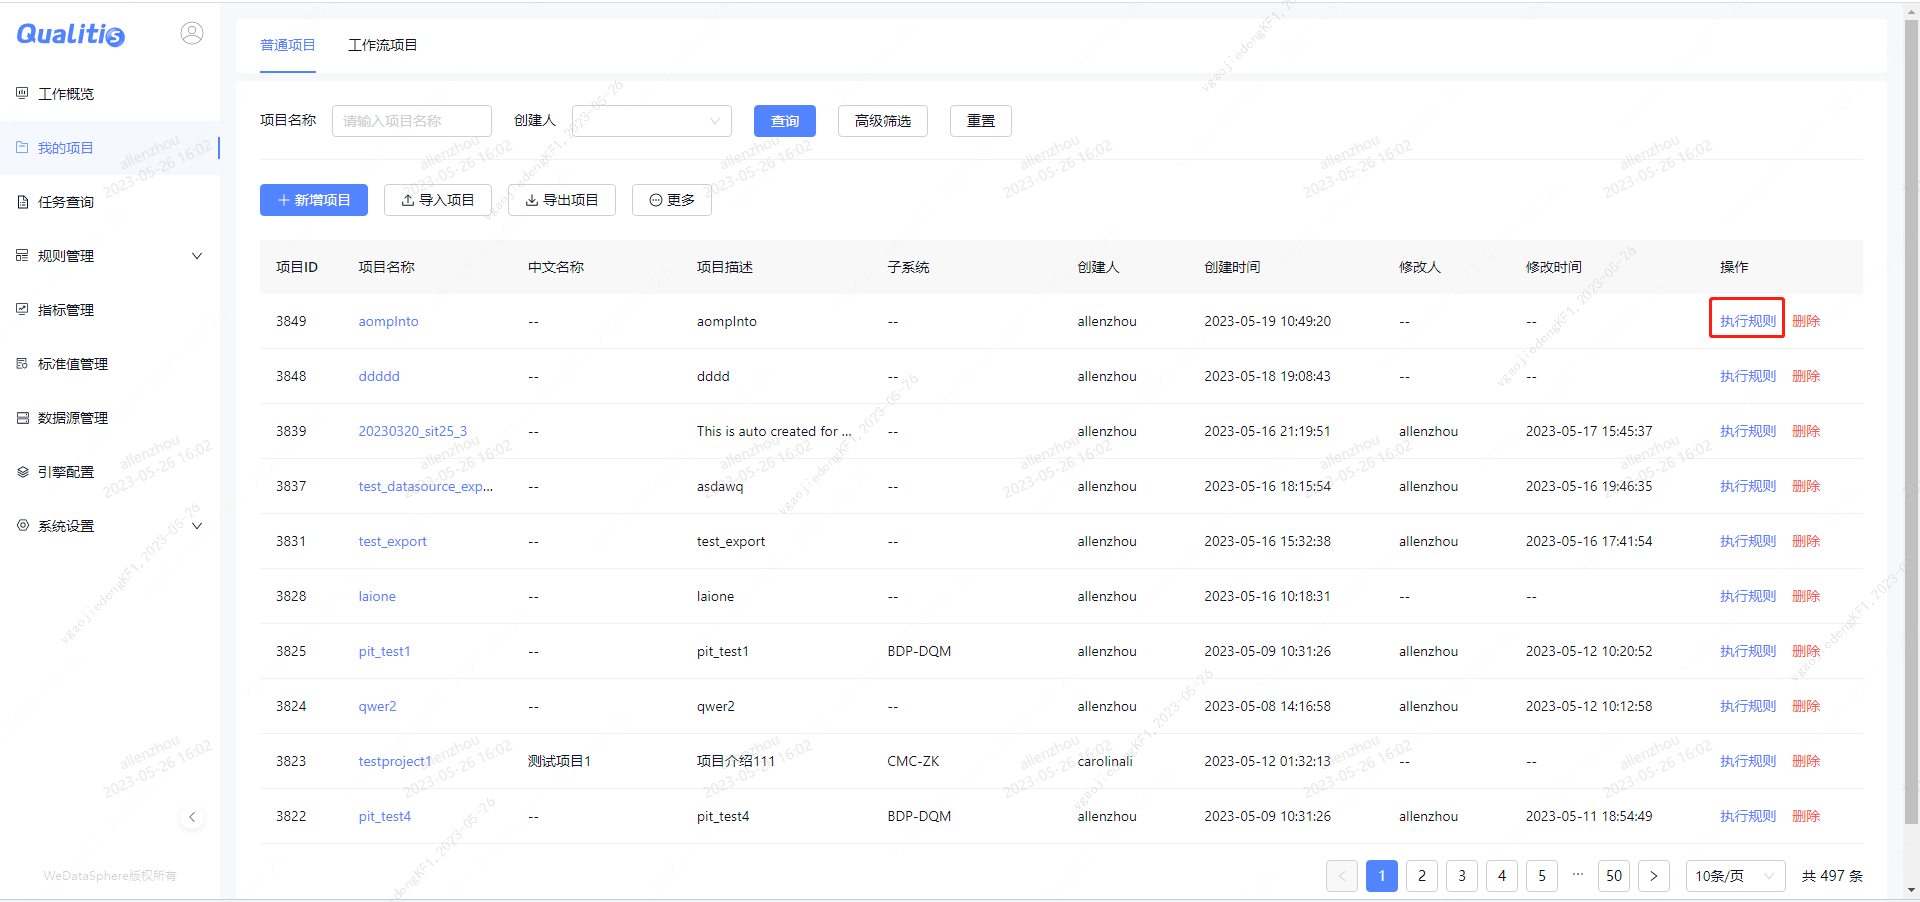 Qualitis
工作概览
我的项目
任务查询
规则管理
指标管理
标准值管理
数据源管理
引擎配置
系统设置
WeDataSphere版权所有
普通项目 工作流项目
项目名称 请输入项目名称 创建人 查询 高级筛选 重置
新增项目 导入项目 导出项目 更多
项目ID 项目名称 中文名称 项目描述 子系统 创建人 创建时间 修改人 修改时间 操作
3849 aomplnto -- aomplnto -- allenzhou 2023-05-19 10:49:20 -- -- 执行规则 删除
3848 ddddd -- dddd -- allenzhou 2023-05-18 19:08:43 -- -- 执行规则 删除
3839 20230320_sit25_3 -- This is auto created for ... -- allenzhou 2023-05-16 21:19:51 allenzhou 2023-05-17 15:45:37 执行规则 删除
3837 test_datasource_exp... -- asdawq -- allenzhou 2023-05-16 18:15:54 allenzhou 2023-05-16 19:46:35 执行规则 删除
3831 test_export -- test_export -- allenzhou 2023-05-16 15:32:38 allenzhou 2023-05-16 17:41:54 执行规则 删除
3828 laione -- laione -- allenzhou 2023-05-16 10:18:31 -- -- 执行规则 删除
3825 pit_test1 -- pit_test1 BDP-DQM allenzhou 2023-05-09 10:31:26 allenzhou 2023-05-12 10:20:52 执行规则 删除
3824 qwer2 -- qwer2 -- allenzhou 2023-05-08 14:16:58 allenzhou 2023-05-12 10:12:58 执行规则 删除
3823 testproject1 测试项目1 项目介绍111 CMC-ZK carolinali 2023-05-12 01:32:13 -- -- 执行规则 删除
3822 pit_test4 -- pit_test4 BDP-DQM allenzhou 2023-05-09 10:31:26 allenzhou 2023-05-11 18:54:49 执行规则 删除
< 1 2 3 4 5 ··· 50 > 10条/页 共 497 条
allenzhou
2023-05-26 16:02
vgaojiedengKF1, 2023-05-26